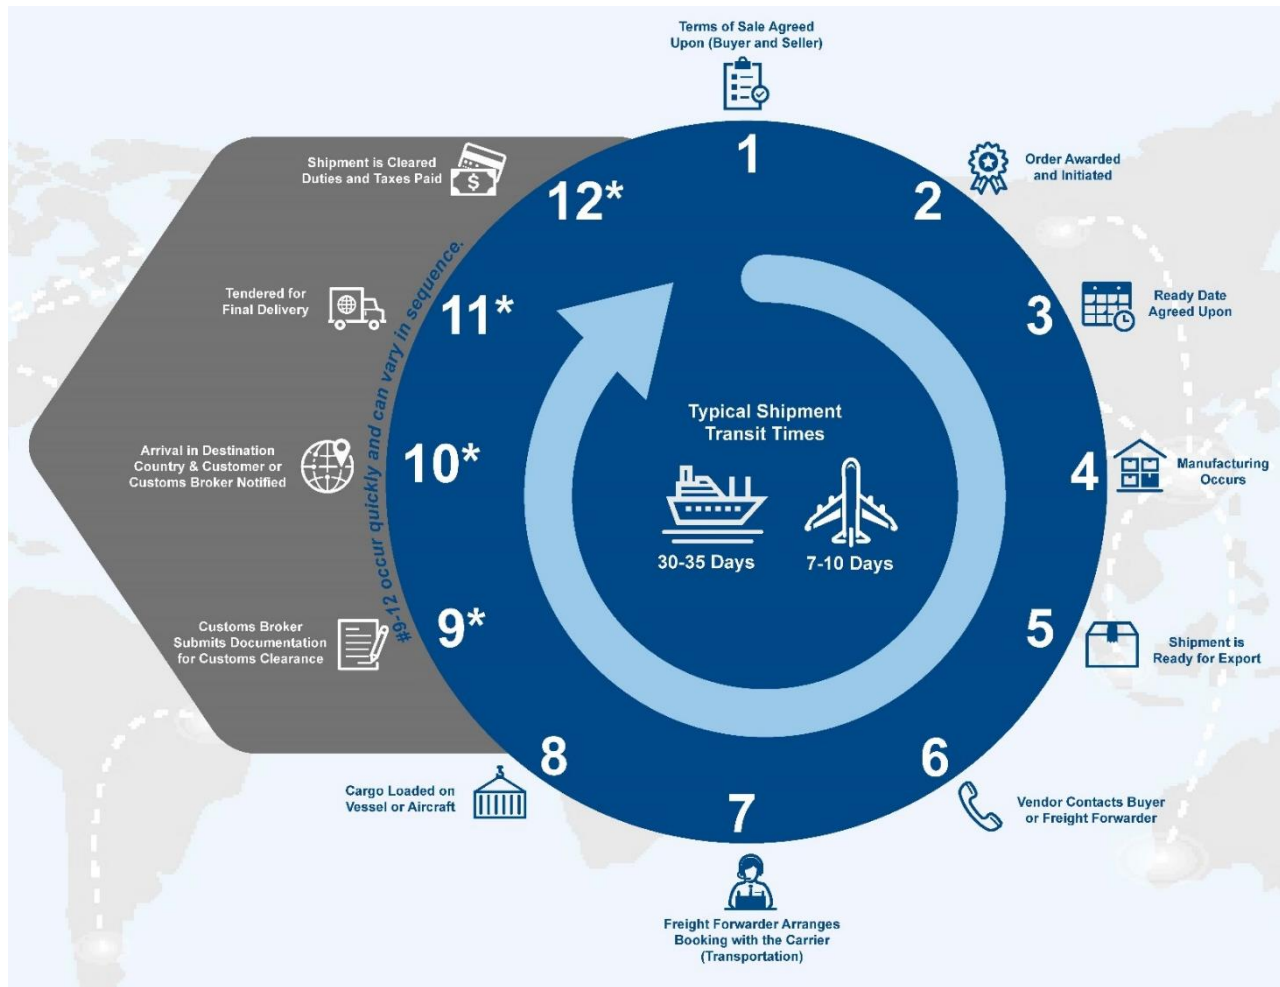 Terms of Sale Agreed
Upon (Buyer and Seller)
1
2
Order Awarded
and Initiated
3
Ready Date
Agreed Upon
4
Manufacturing
Occurs
5
Shipment is
Ready for Export
6
Vendor Contacts Buyer
or Freight Forwarder
7
Freight Forwarder Arranges
Booking with the Carrier
(Transportation)
8
Cargo Loaded on
Vessel or Aircraft
9*
Customs Broker
Submits Documentation
for Customs Clearance
10*
Arrival in Destination
Country & Customer or
Customs Broker Notified
11*
Tendered for
Final Delivery
12*
Shipment is Cleared
Duties and Taxes Paid
$
#9-12 occur quickly and can vary in sequence.
Typical Shipment
Transit Times
30-35 Days
7-10 Days